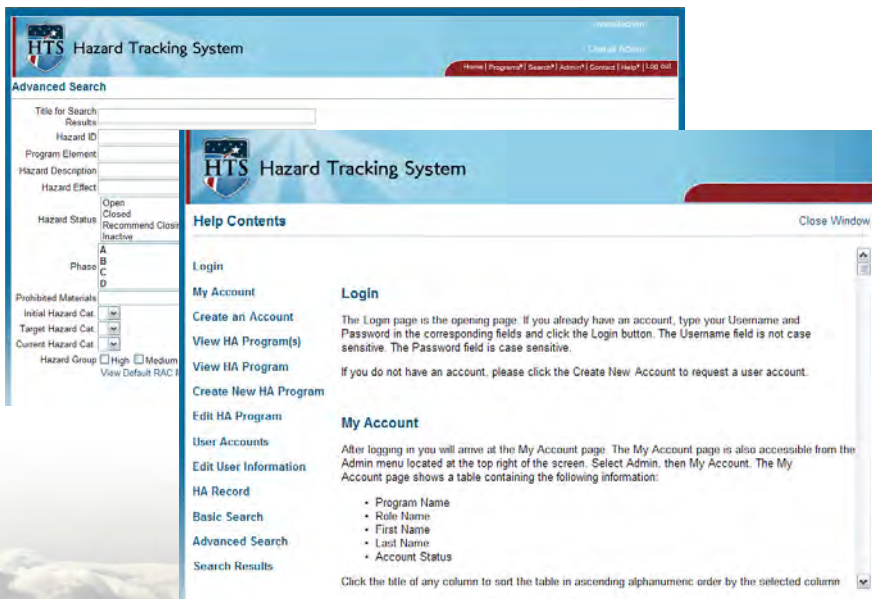 HTS Hazard Tracking System
Home | Programs* | Search* | Admin* | Contact | Help* | Log out
Advanced Search
Title for Search
Results
Hazard ID
Program Element
Hazard Description
Hazard Effect
Hazard Status
Open
Closed
Recommend Closin
Inactive
Phase
A
B
C
D
Prohibited Materials
Initial Hazard Cat.
Target Hazard Cat.
Current Hazard Cat.
Hazard Group High Medium
View Default RAC
HTS Hazard Tracking System
Help Contents
Close Window
Login
My Account
Create an Account
View HA Program(s)
View HA Program
Create New HA Program
Edit HA Program
User Accounts
Edit User Information
HA Record
Basic Search
Advanced Search
Search Results
Login
The Login page is the opening page. If you already have an account, type your Username and
Password in the corresponding fields and click the Login button. The Username field is not case
sensitive. The Password field is case sensitive.
If you do not have an account, please click the Create New Account to request a user account.
My Account
After logging in you will arrive at the My Account page. The My Account page is also accessible from the
Admin menu located at the top right of the screen. Select Admin, then My Account. The My
Account page shows a table containing the following information:
• Program Name
• Role Name
• First Name
• Last Name
• Account Status
Click the title of any column to sort the table in ascending alphanumeric order by the selected column